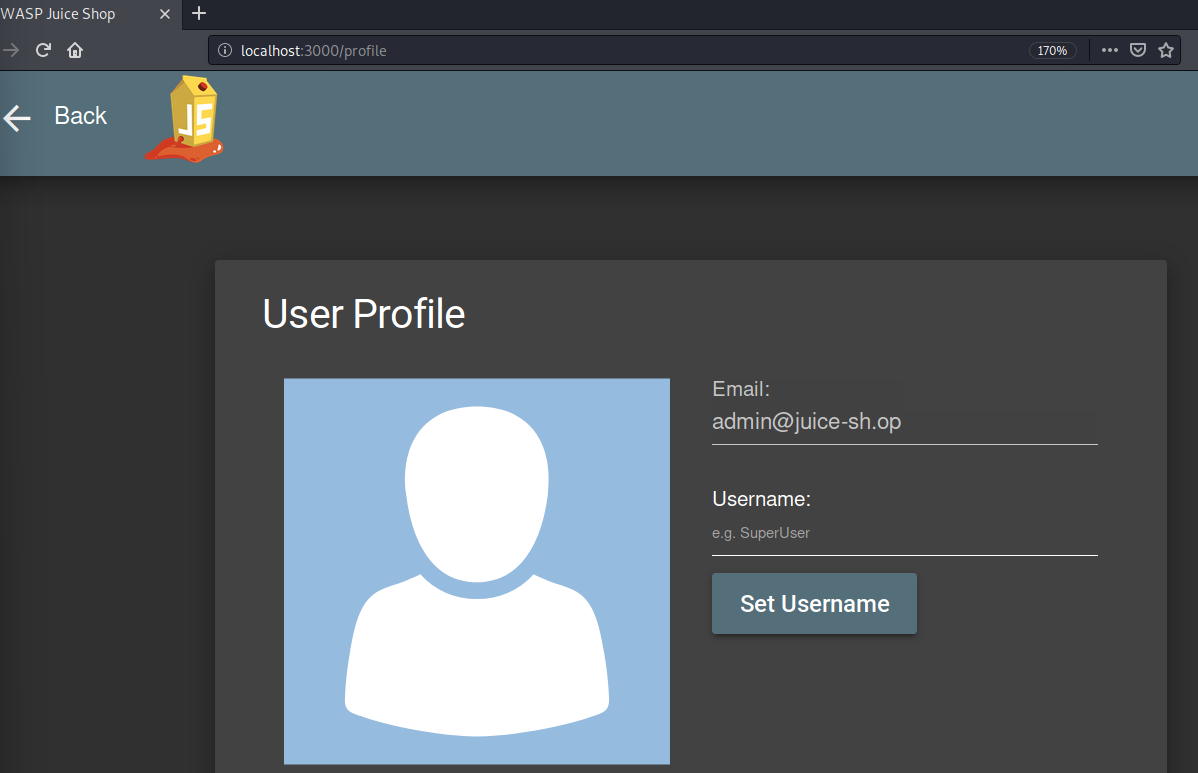 WASP Juice Shop
localhost:3000/profile
170%
Back
JS
User Profile
Email:
admin@juice-sh.op
Username:
e.g. SuperUser
Set Username